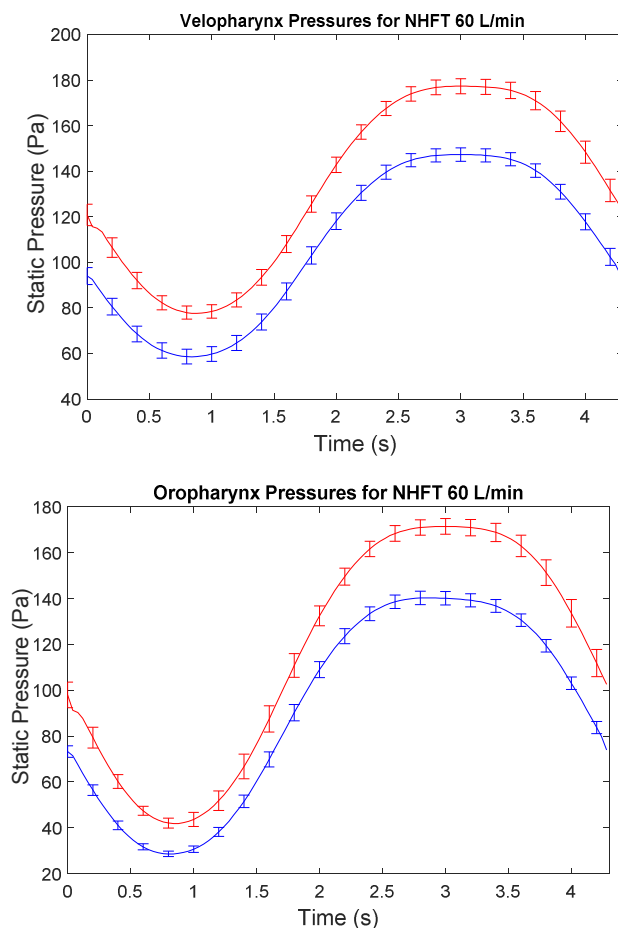 Velopharynx Pressures for NHFT 60 L/min
200
180
160
140
120
100
80
60
40
Static Pressure (Pa)
0 0.5 1 1.5 2 2.5 3 3.5 4
Time (s)
Oropharynx Pressures for NHFT 60 L/min
180
160
140
120
100
80
60
40
20
Static Pressure (Pa)
0 0.5 1 1.5 2 2.5 3 3.5 4
Time (s)